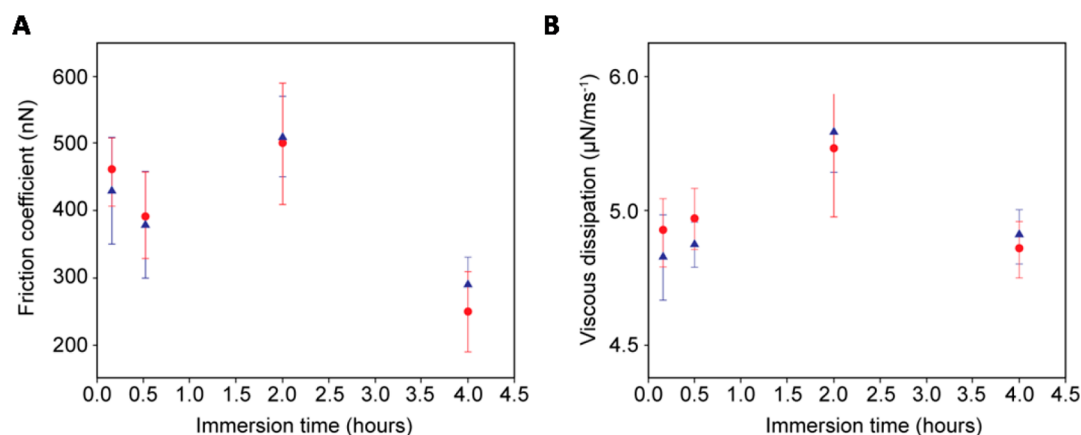 A
B
Friction coefficient (nN)
600
500
400
300
200
0.0 0.5 1.0 1.5 2.0 2.5 3.0 3.5 4.0 4.5
Immersion time (hours)
Viscous dissipation (µN/ms⁻¹)
6.0
5.0
4.5
0.0 0.5 1.0 1.5 2.0 2.5 3.0 3.5 4.0 4.5
Immersion time (hours)